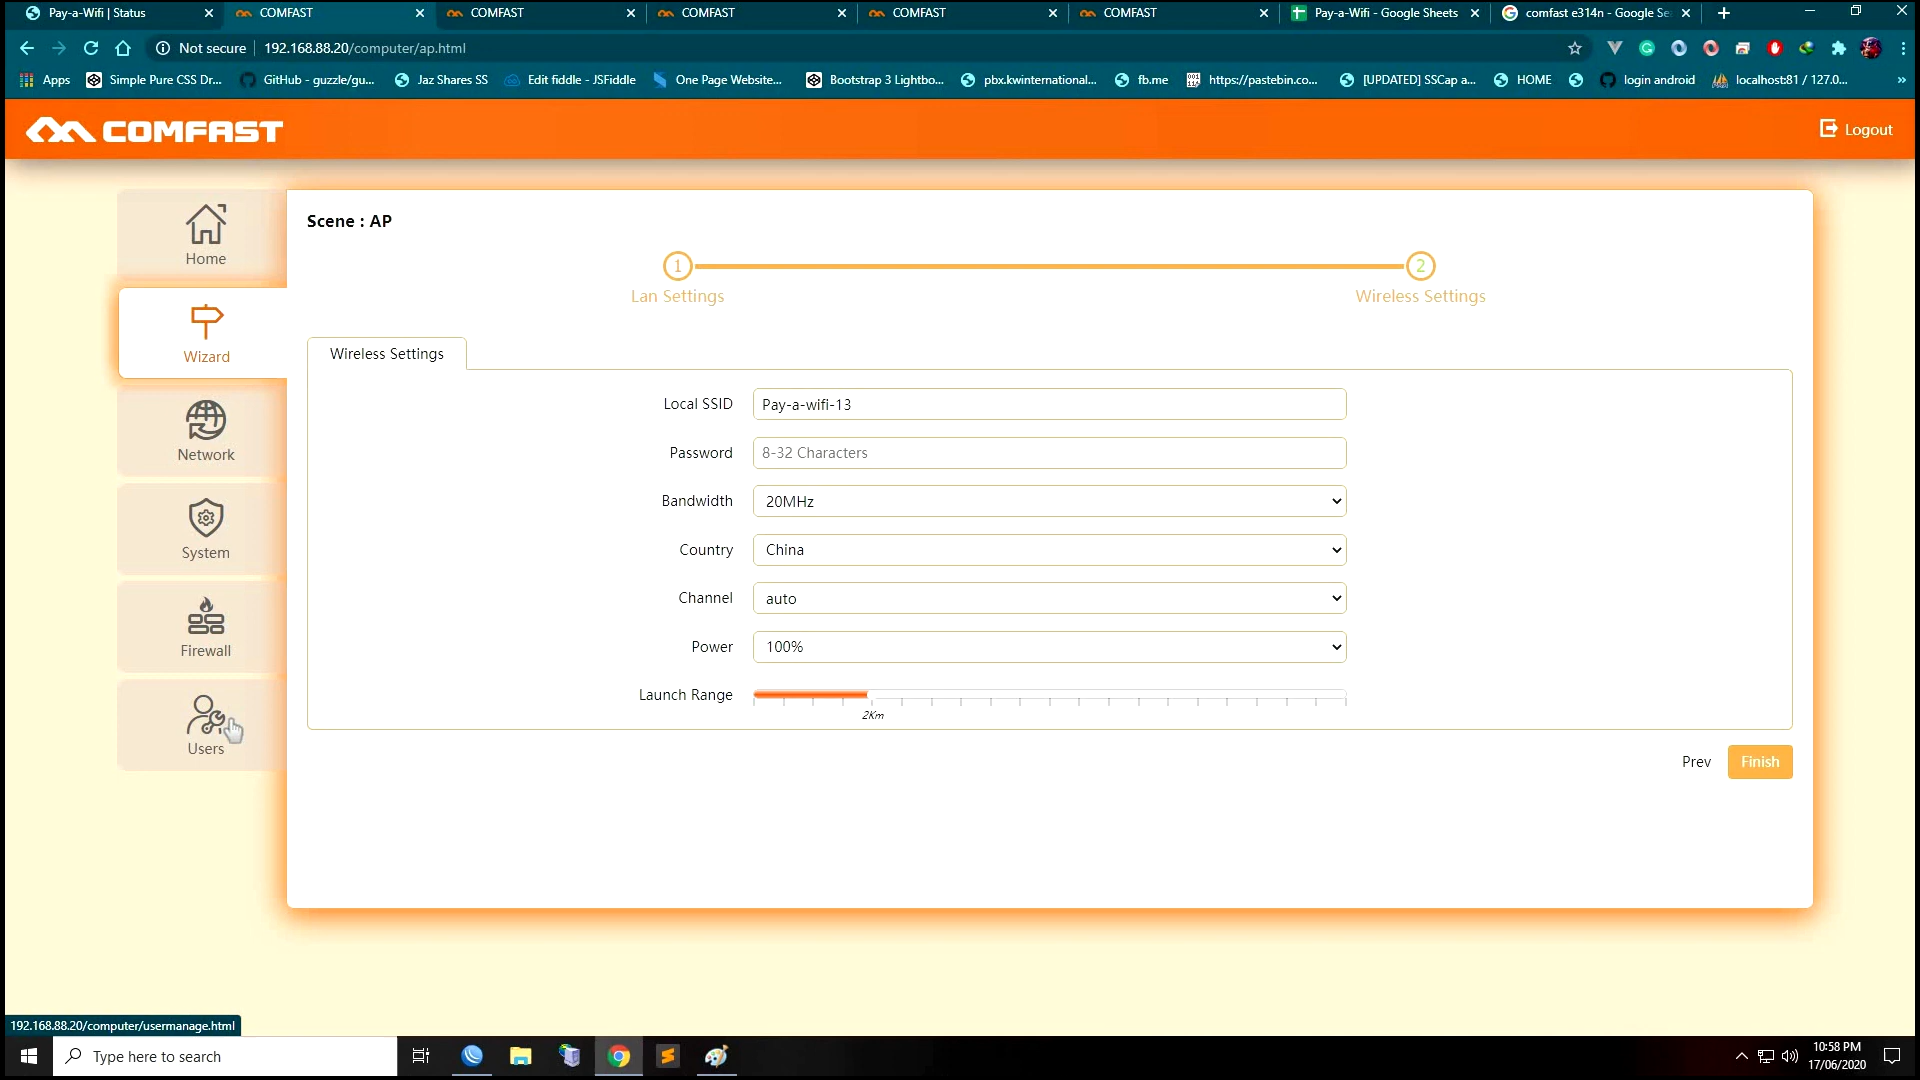 Pay-a-Wifi | Status
COMFAST
COMFAST
COMFAST
COMFAST
COMFAST
Pay-a-Wifi - Google Sheets
comfast e314n - Google Se
Not secure
192.168.88.20/computer/ap.html
Apps
Simple Pure CSS Dr...
GitHub - guzzle/gu...
Jaz Shares SS
Edit fiddle - JSFiddle
One Page Website...
Bootstrap 3 Lightbo...
pbx.kwinternational...
fb.me
https://pastebin.co...
[UPDATED] SSCap a...
HOME
login android
localhost:81 / 127.0...
COMFAST
Logout
Home
Wizard
Network
System
Firewall
Users
Scene : AP
1
2
Lan Settings
Wireless Settings
Wireless Settings
Local SSID
Pay-a-wifi-13
Password
8-32 Characters
Bandwidth
20MHz
Country
China
Channel
auto
Power
100%
Launch Range
2Km
Prev
Finish
192.168.88.20/computer/usermanage.html
Type here to search
10:58 PM
17/06/2020